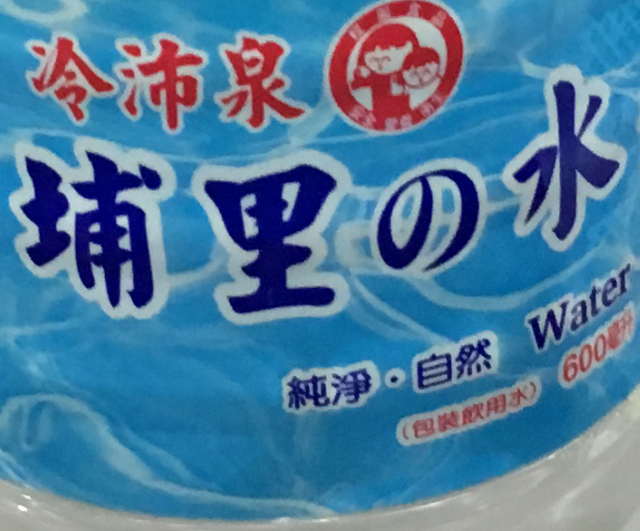 冷沛泉
埔里の水
純淨·自然
Water
(包裝飲用水)
600毫升